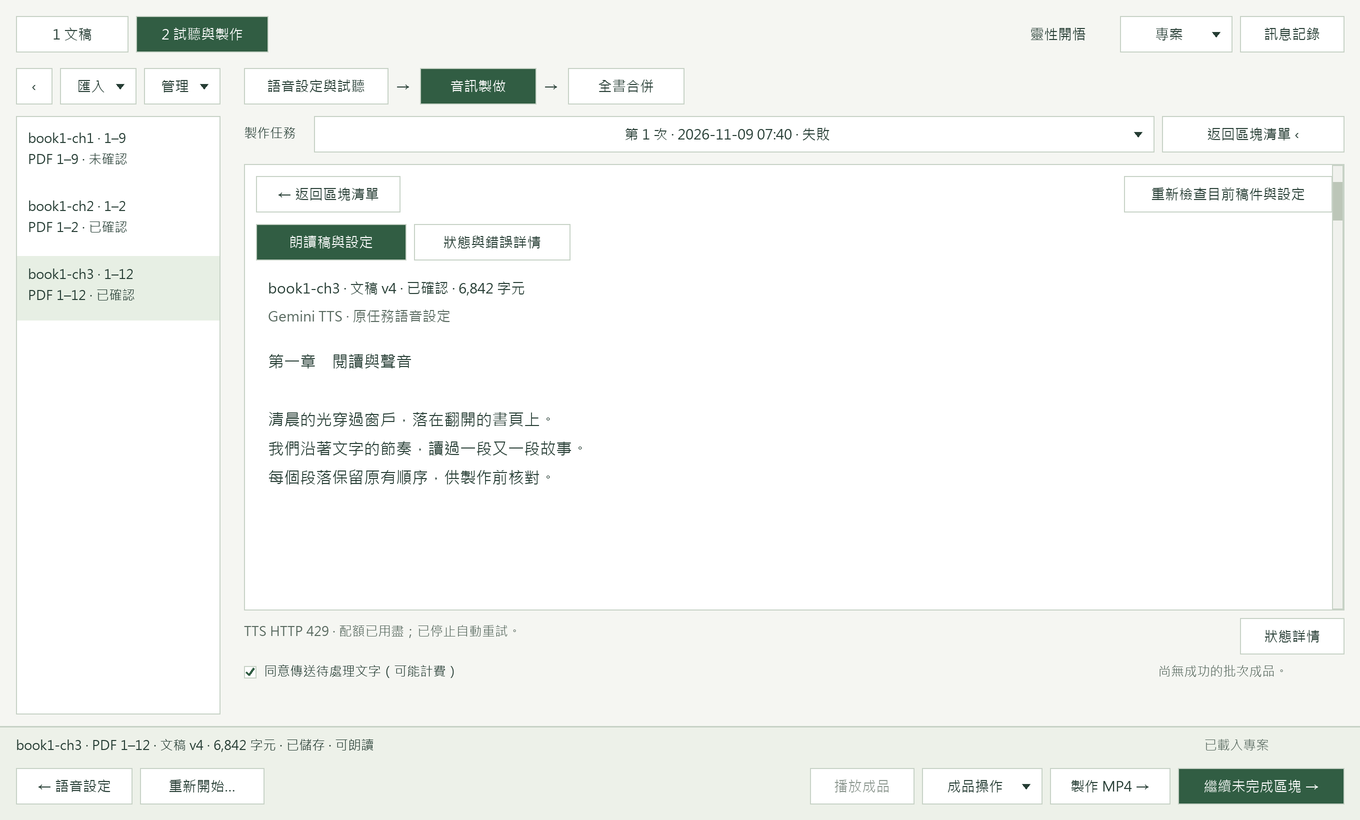 1 文稿
2 試聽與製作
靈性開悟
專案
訊息記錄
‹
匯入
管理
語音設定與試聽
→
音訊製做
→
全書合併
book1-ch1 · 1–9
PDF 1–9 · 未確認
book1-ch2 · 1–2
PDF 1–2 · 已確認
book1-ch3 · 1–12
PDF 1–12 · 已確認
製作任務
第 1 次 · 2026-11-09 07:40 · 失敗
返回區塊清單 ‹
← 返回區塊清單
重新檢查目前稿件與設定
朗讀稿與設定
狀態與錯誤詳情
book1-ch3 · 文稿 v4 · 已確認 · 6,842 字元
Gemini TTS · 原任務語音設定
第一章　閱讀與聲音
清晨的光穿過窗戶，落在翻開的書頁上。
我們沿著文字的節奏，讀過一段又一段故事。
每個段落保留原有順序，供製作前核對。
TTS HTTP 429 · 配額已用盡；已停止自動重試。
狀態詳情
同意傳送待處理文字（可能計費）
尚無成功的批次成品。
book1-ch3 · PDF 1–12 · 文稿 v4 · 6,842 字元 · 已儲存 · 可朗讀
已載入專案
← 語音設定
重新開始…
播放成品
成品操作
製作 MP4 →
繼續未完成區塊 →